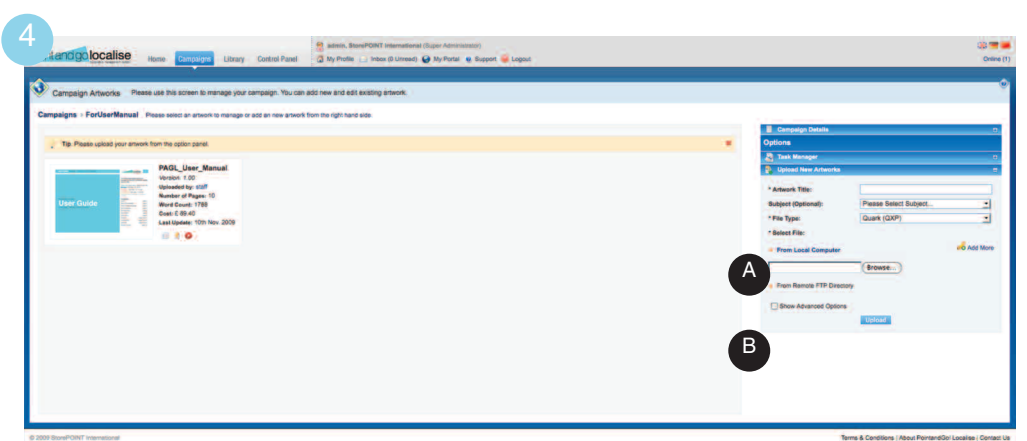 4
andgolocalise
admin, StorePOINT International (Super Administrator)
Home Campaigns Library Control Panel
My Profile Inbox (0 Unread) My Portal Support Logout
Online (1)
Campaign Artworks Please use this screen to manage your campaign. You can add new and edit existing artwork.
Campaigns > ForUserManual Please select an artwork to manage or add an new artwork from the right hand side.
Tip. Please upload your artwork from the option panel.
User Guide
PAGL_User_Manual
Version: 1.00
Uploaded by: staff
Number of Pages: 10
Word Count: 1768
Cost: £ 89.40
Last Update: 10th Nov. 2009
Campaign Details
Options
Task Manager
Upload New Artworks
* Artwork Title:
Subject (Optional): Please Select Subject...
* File Type: Quark (QXP)
* Select File:
From Local Computer
Add More
A
Browse...
From Remote FTP Directory
Show Advanced Options
Upload
B
© 2009 StorePOINT International
Terms & Conditions | About PointandGo! Localise | Contact Us